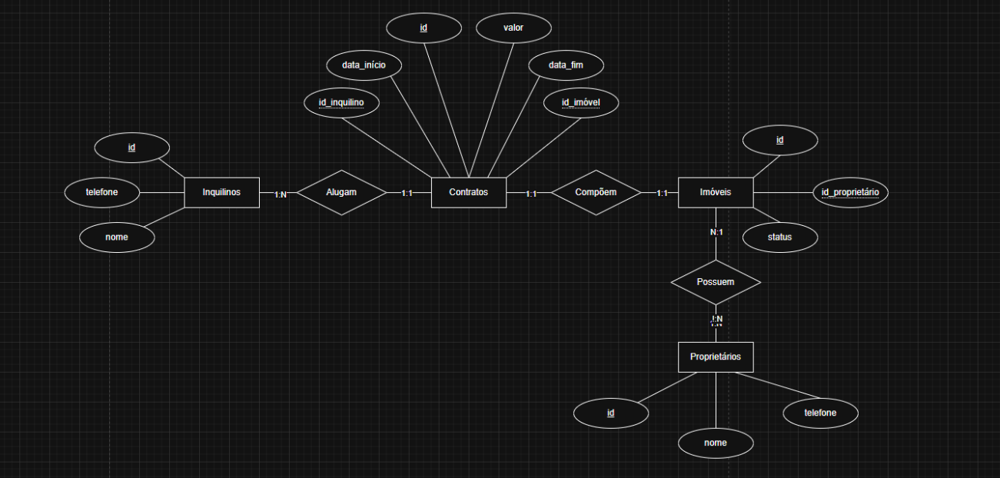 id
valor
data_início
data_fim
id_inquilino
id_imóvel
id
id
telefone
Inquilinos
1:N
Alugam
1:1
Contratos
1:1
Compõem
1:1
Imóveis
id_proprietário
nome
N:1
status
Possuem
1:N
Proprietários
id
telefone
nome